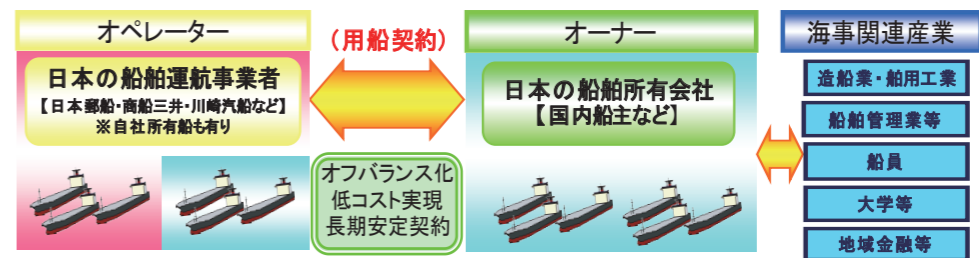 オペレーター
日本の船舶運航事業者
【日本郵船・商船三井・川崎汽船など】
※自社所有船も有り
(用船契約)
オフバランス化
低コスト実現
長期安定契約
オーナー
日本の船舶所有会社
【国内船主など】
海事関連産業
造船業・舶用工業
船舶管理業等
船員
大学等
地域金融等